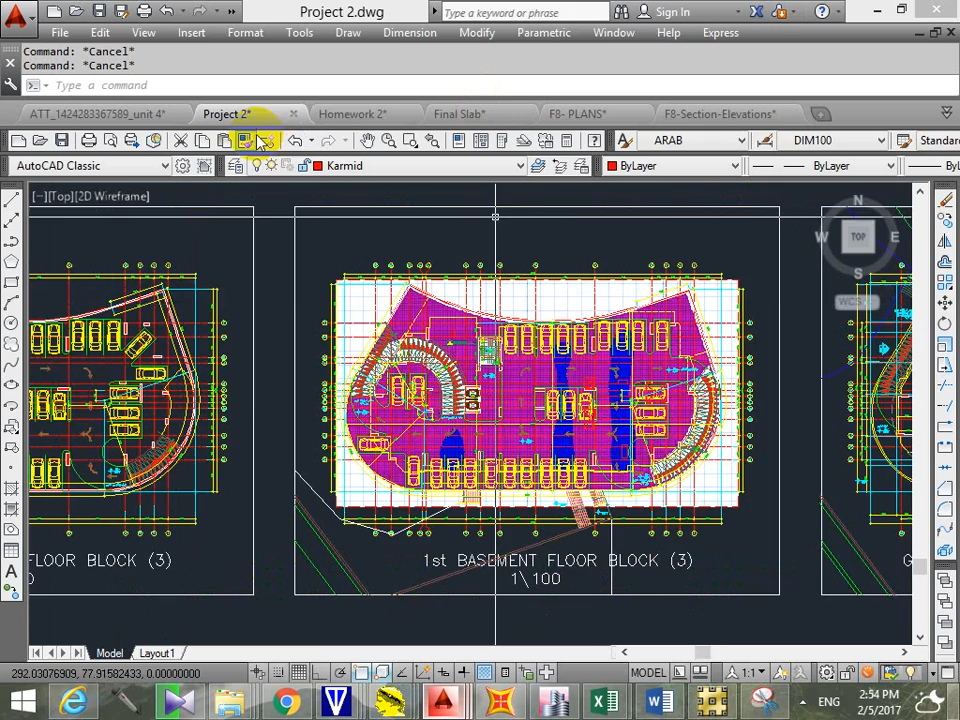 Project 2.dwg
Type a keyword or phrase
Sign In
File Edit View Insert Format Tools Draw Dimension Modify Parametric Window Help Express
Command: *Cancel*
Command: *Cancel*
Type a command
ATT_1424283367589_unit 4* Project 2* Homework 2* Final Slab* F8- PLANS* F8-Section-Elevations*
ARAB DIM100 Standard
AutoCAD Classic Karmid ByLayer ByLayer ByL
[−][Top][2D Wireframe]
N
W TOP E
S
WCS
FLOOR BLOCK (3)
1st BASEMENT FLOOR BLOCK (3)
1\100
Model Layout1
292.03076909, 77.91582943, 0.00000000 MODEL 1:1
ENG 2:54 PM
2/5/2017